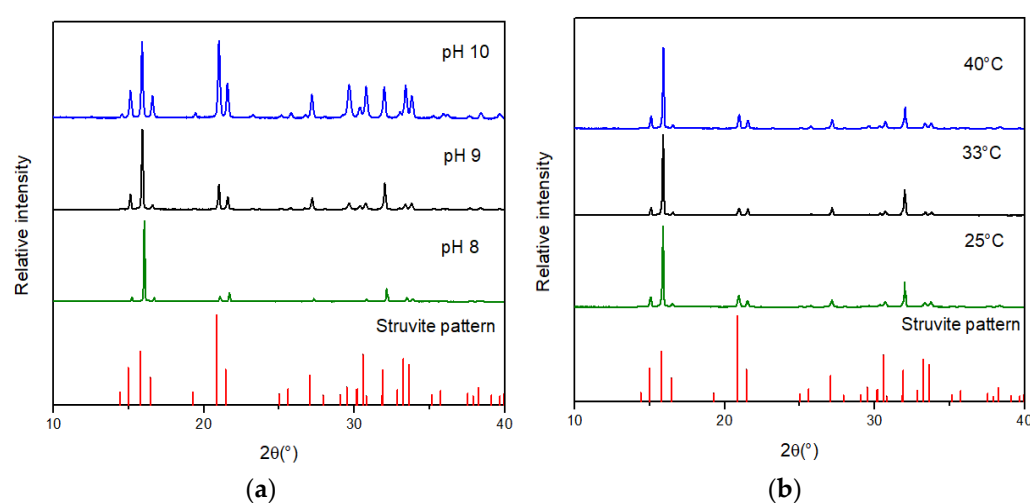 Relative intensity
pH 10
pH 9
pH 8
Struvite pattern
10
20
30
40
2θ(°)
(a)
Relative intensity
40°C
33°C
25°C
Struvite pattern
10
20
30
40
2θ(°)
(b)